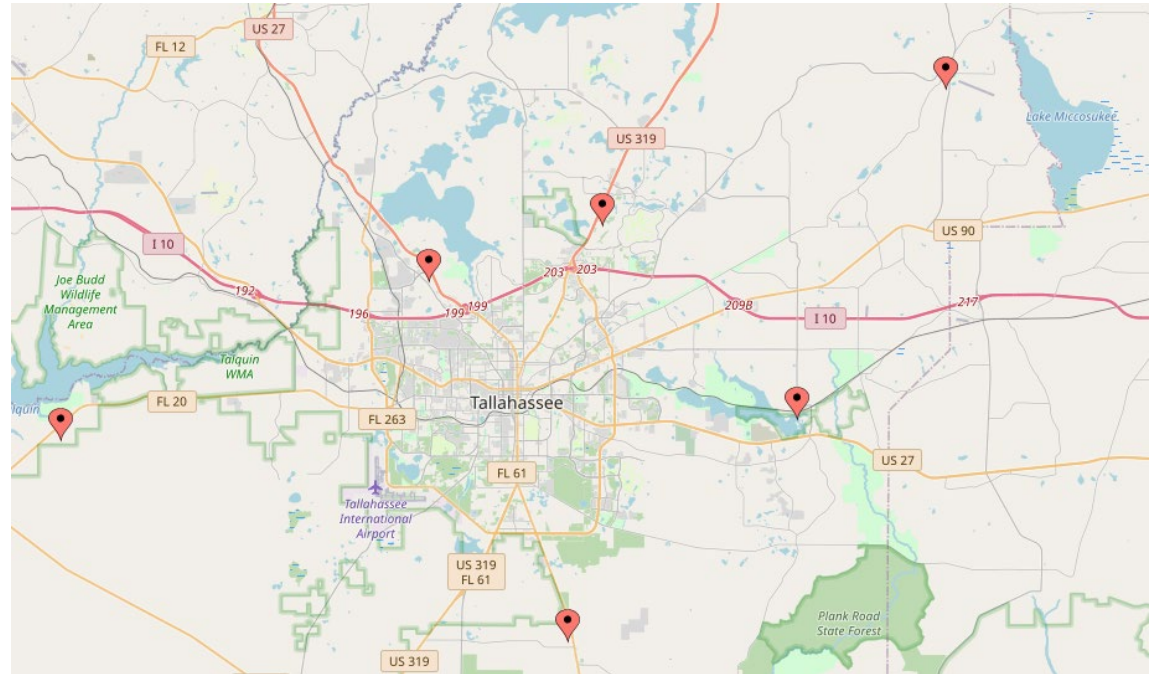 US 27
FL 12
Lake Miccosukee
US 319
US 90
I 10
203
203
Joe Budd
Wildlife
Management
Area
192
199
209B
217
196
199
I 10
Talquin
WMA
FL 20
Tallahassee
FL 263
US 27
FL 61
Tallahassee
International
Airport
US 319
FL 61
Plank Road
State Forest
US 319